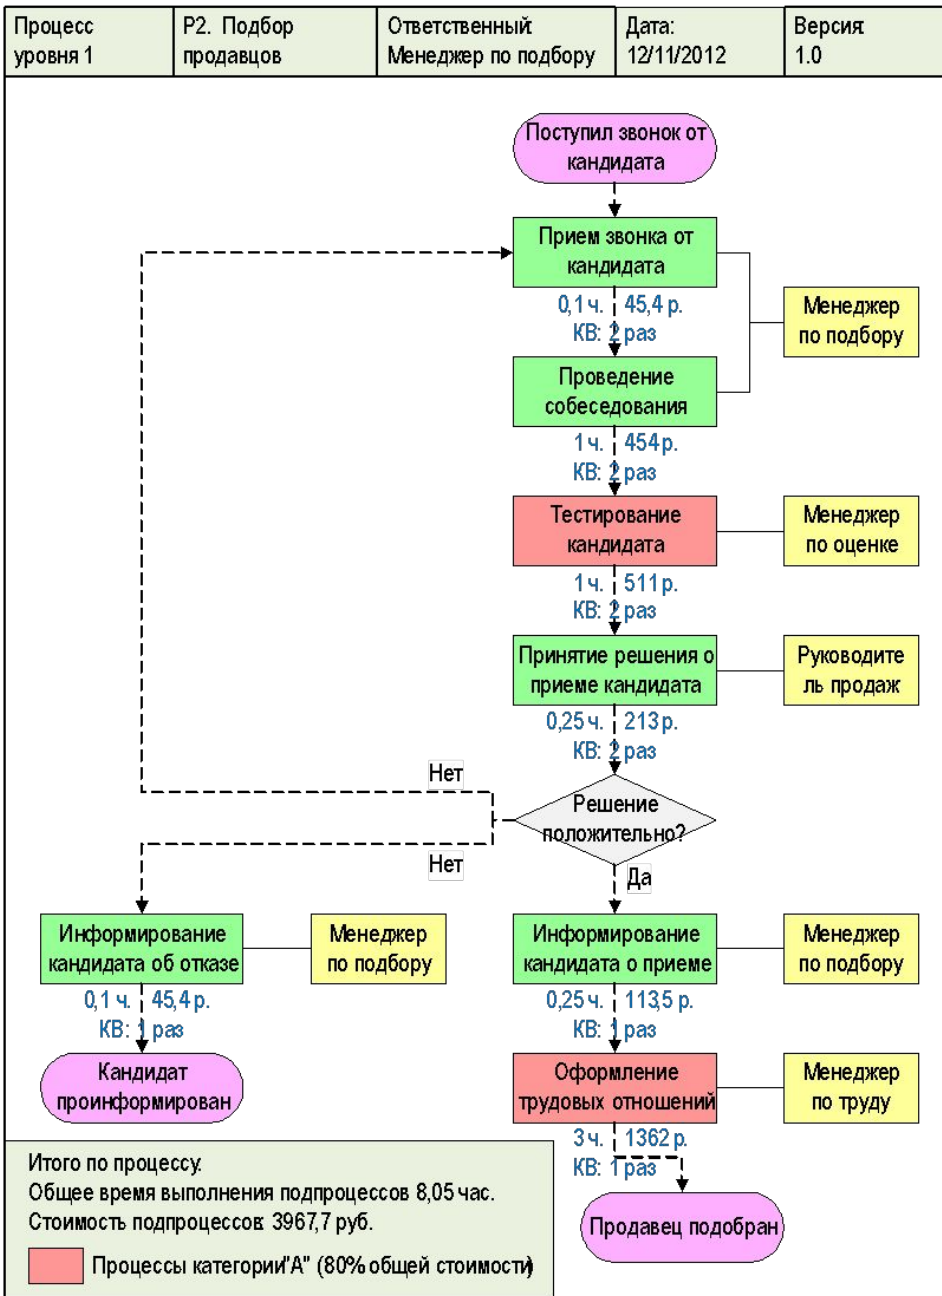 Процесс
уровня 1
P2. Подбор
продавцов
Ответственный:
Менеджер по подбору
Дата:
12/11/2012
Версия:
1.0
Поступил звонок от
кандидата
Прием звонка от
кандидата
0,1 ч. 45,4 р.
КВ: 2 раз
Менеджер
по подбору
Проведение
собеседования
1 ч. 454 р.
КВ: 2 раз
Тестирование
кандидата
Менеджер
по оценке
1 ч. 511 р.
КВ: 2 раз
Принятие решения о
приеме кандидата
Руководите
ль продаж
0,25 ч. 213 р.
КВ: 2 раз
Нет
Решение
положительно?
Нет
Да
Информирование
кандидата об отказе
Менеджер
по подбору
Информирование
кандидата о приеме
Менеджер
по подбору
0,1 ч. 45,4 р.
КВ: 1 раз
0,25 ч. 113,5 р.
КВ: 1 раз
Кандидат
проинформирован
Оформление
трудовых отношений
Менеджер
по труду
3 ч. 1362 р.
КВ: 1 раз
Продавец подобран
Итого по процессу:
Общее время выполнения подпроцессов: 8,05 час.
Стоимость подпроцессов: 3967,7 руб.
Процессы категории "А" (80% общей стоимости)